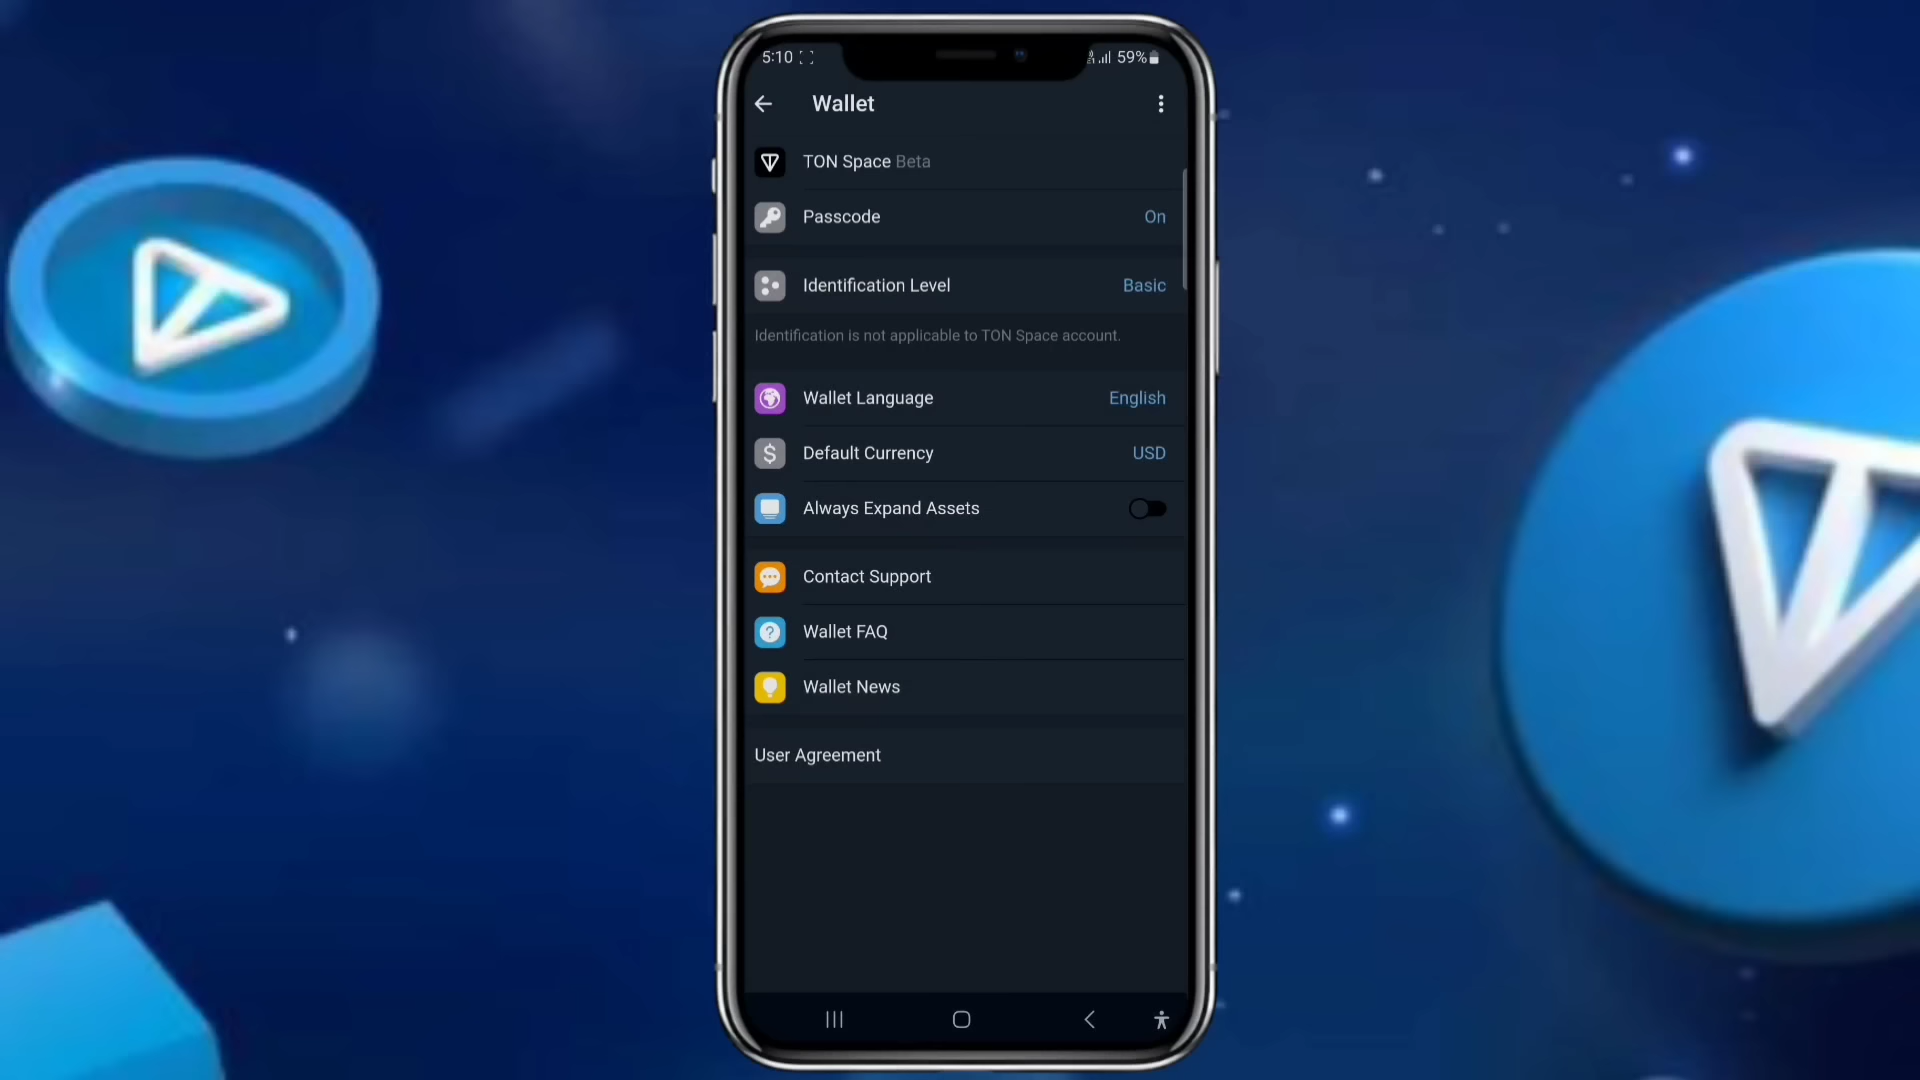 5:10 59%
Wallet
TON Space Beta
Passcode On
Identification Level Basic
Identification is not applicable to TON Space account.
Wallet Language English
Default Currency USD
Always Expand Assets
Contact Support
Wallet FAQ
Wallet News
User Agreement